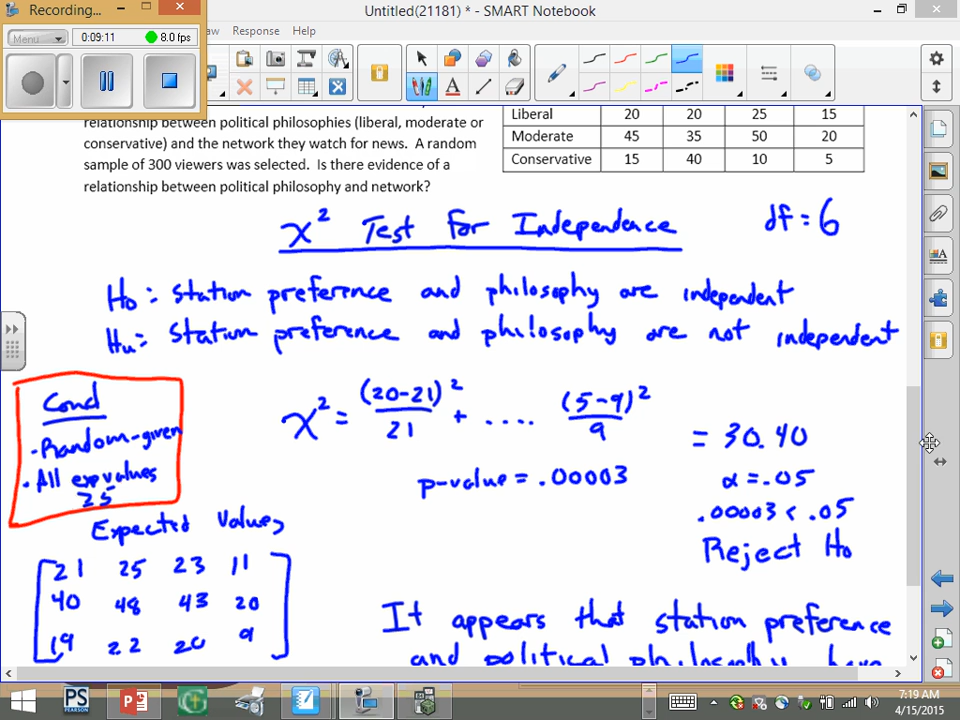 Recording...
Untitled(21181) * - SMART Notebook
Menu
0:09:11
8.0 fps
Response
Help
relationship between political philosophies (liberal, moderate or
conservative) and the network they watch for news. A random
sample of 300 viewers was selected. Is there evidence of a
relationship between political philosophy and network?
Liberal 20 20 25 15
Moderate 45 35 50 20
Conservative 15 40 10 5
χ² Test for Independence
df = 6
Ho: Station preference and philosophy are independent
Ha: Station preference and philosophy are not independent
Cond
- Random-given
• All exp values
≥5
χ² = (20-21)²/21 + .... (5-9)²/9
= 30.40
p-value = .00003
α = .05
.00003 < .05
Reject Ho
Expected Values
21 25 23 11
40 48 43 20
19 22 20 9
It appears that station preference
and political philosophy have
PS
PEARSON
7:19 AM
4/15/2015